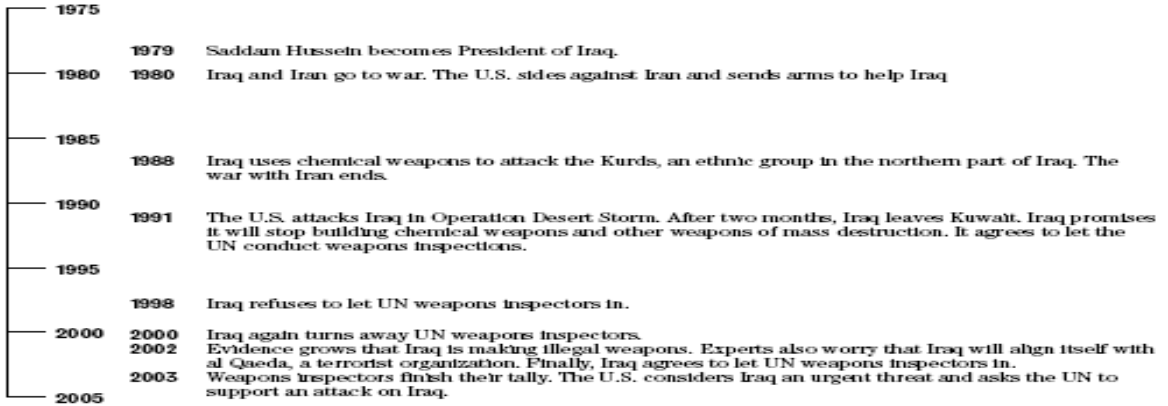 1975
1979 Saddam Hussein becomes President of Iraq.
1980 1980 Iraq and Iran go to war. The U.S. sides against Iran and sends arms to help Iraq
1985
1988 Iraq uses chemical weapons to attack the Kurds, an ethnic group in the northern part of Iraq. The
war with Iran ends.
1990
1991 The U.S. attacks Iraq in Operation Desert Storm. After two months, Iraq leaves Kuwait. Iraq promises
it will stop building chemical weapons and other weapons of mass destruction. It agrees to let the
UN conduct weapons inspections.
1995
1998 Iraq refuses to let UN weapons inspectors in.
2000 2000 Iraq again turns away UN weapons inspectors.
2002 Evidence grows that Iraq is making illegal weapons. Experts also worry that Iraq will align itself with
al Qaeda, a terrorist organization. Finally, Iraq agrees to let UN weapons inspectors in.
2003 Weapons inspectors finish their tally. The U.S. considers Iraq an urgent threat and asks the UN to
support an attack on Iraq.
2005